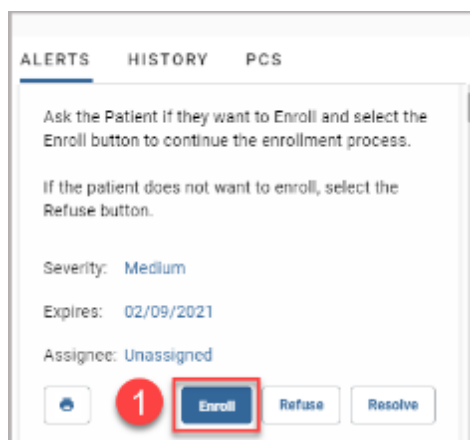 ALERTS HISTORY PCS
Ask the Patient if they want to Enroll and select the
Enroll button to continue the enrollment process.
If the patient does not want to enroll, select the
Refuse button.
Severity: Medium
Expires: 02/09/2021
Assignee: Unassigned
1 Enroll Refuse Resolve